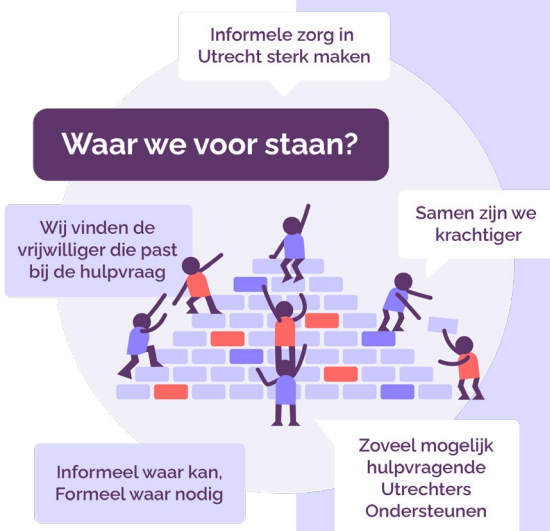 Informele zorg in
Utrecht sterk maken
Waar we voor staan?
Wij vinden de
vrijwilliger die past
bij de hulpvraag
Samen zijn we
krachtiger
Informeel waar kan,
Formeel waar nodig
Zoveel mogelijk
hulpvragende
Utrechters
Ondersteunen